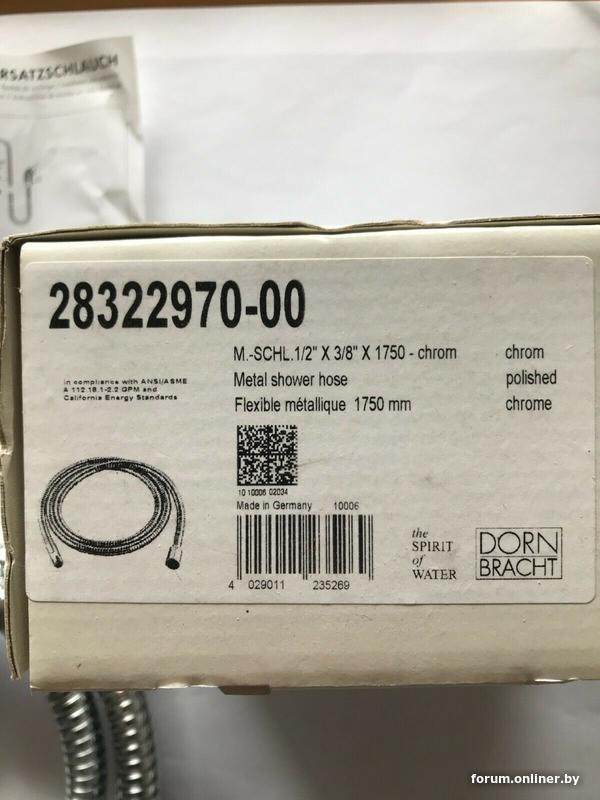 RSATZSCHLAUCH
28322970-00
M.-SCHL.1/2" X 3/8" X 1750 - chrom chrom
Metal shower hose polished
Flexible métallique 1750 mm chrome
in compliance with ANSI/ASME
A 112.18.1-2.2 GPM and
California Energy Standards
10 10006 02034
Made in Germany 10006
4 029011 235269
the
SPIRIT
of
WATER
DORN
BRACHT
forum.onliner.by